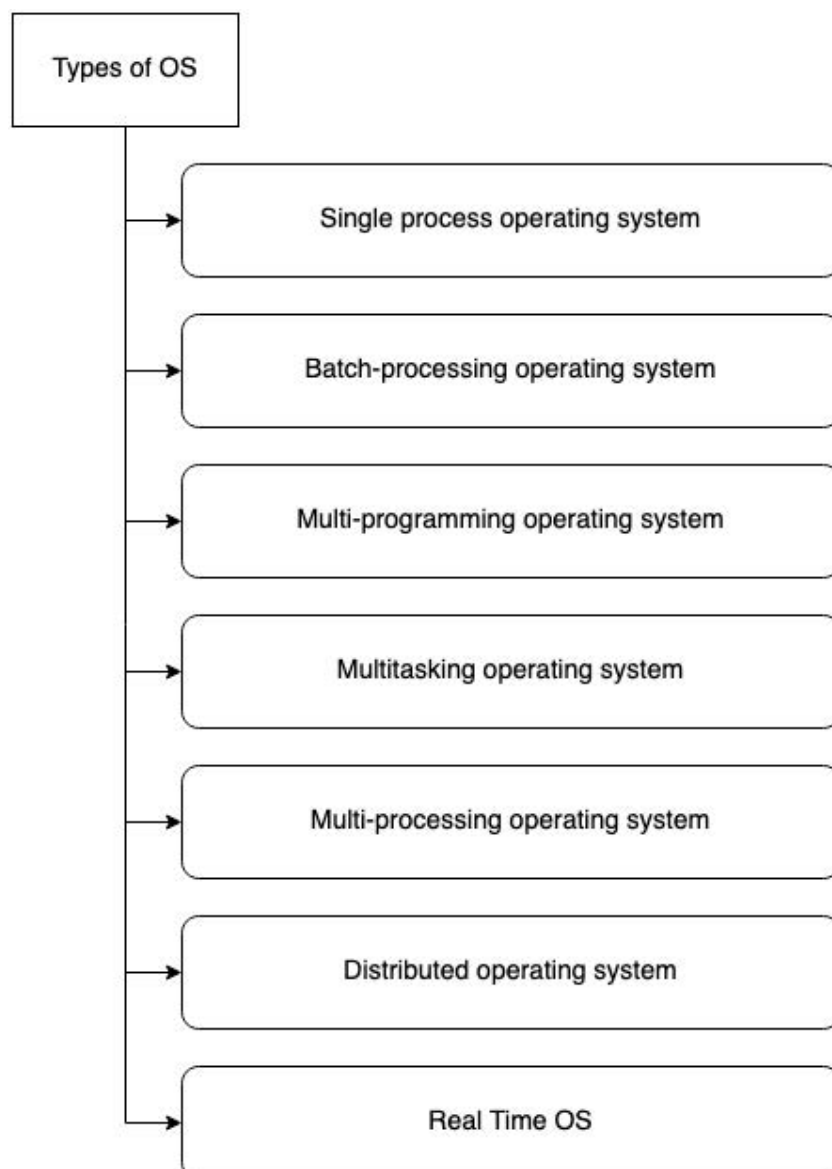 Types of OS
Single process operating system
Batch-processing operating system
Multi-programming operating system
Multitasking operating system
Multi-processing operating system
Distributed operating system
Real Time OS